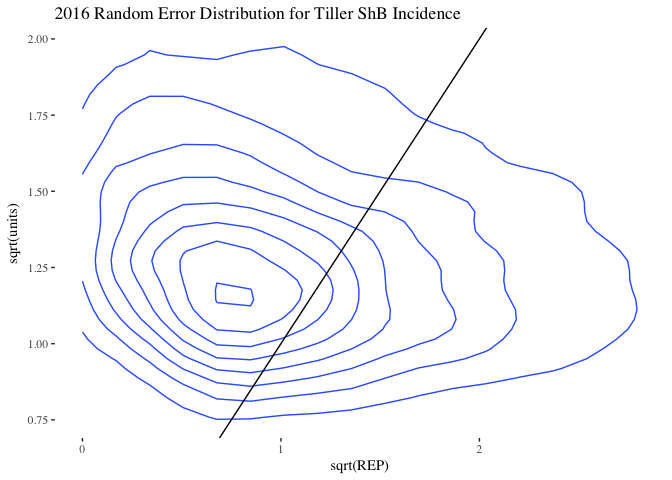 2016 Random Error Distribution for Tiller ShB Incidence
2.00
1.75
1.50
1.25
1.00
0.75
sqrt(units)
0 1 2
sqrt(REP)